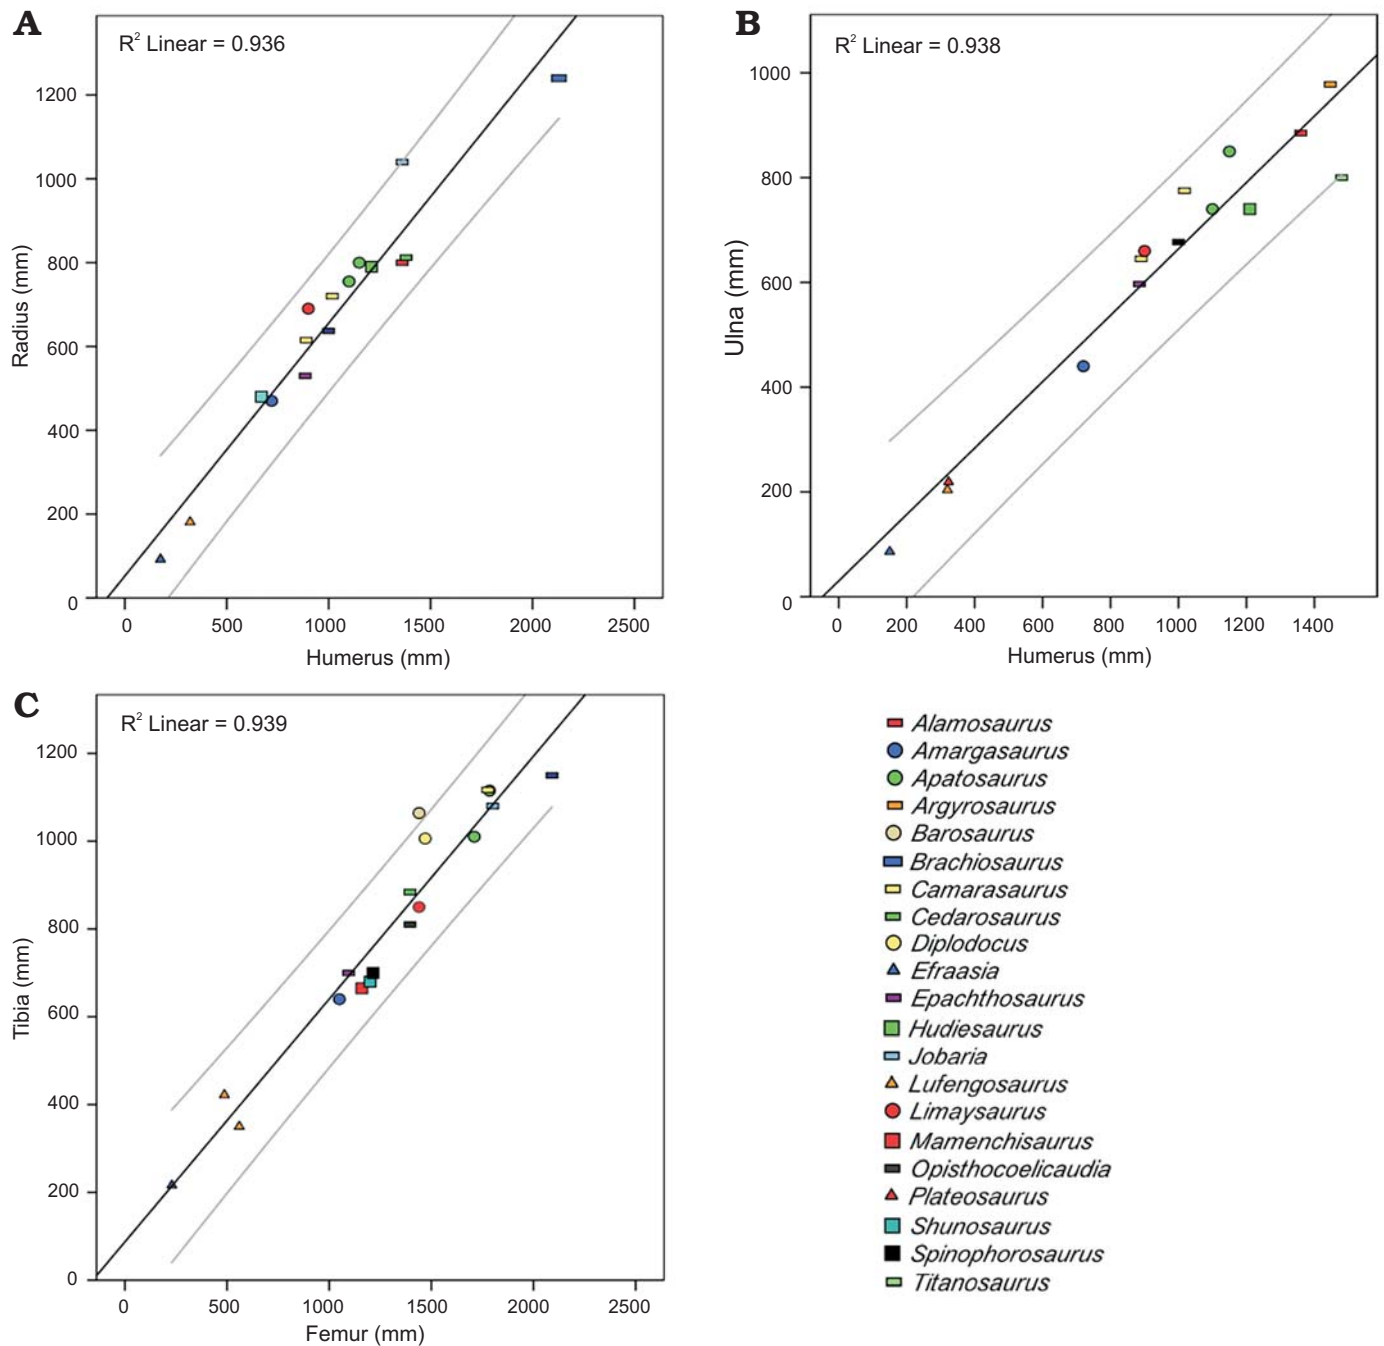 A
R² Linear = 0.936
1200
1000
800
600
400
200
0
Radius (mm)
0 500 1000 1500 2000 2500
Humerus (mm)
B
R² Linear = 0.938
1000
800
600
400
200
0
Ulna (mm)
0 200 400 600 800 1000 1200 1400
Humerus (mm)
C
R² Linear = 0.939
1200
1000
800
600
400
200
0
Tibia (mm)
0 500 1000 1500 2000 2500
Femur (mm)
Alamosaurus
Amargasaurus
Apatosaurus
Argyrosaurus
Barosaurus
Brachiosaurus
Camarasaurus
Cedarosaurus
Diplodocus
Efraasia
Epachthosaurus
Hudiesaurus
Jobaria
Lufengosaurus
Limaysaurus
Mamenchisaurus
Opisthocoelicaudia
Plateosaurus
Shunosaurus
Spinophorosaurus
Titanosaurus